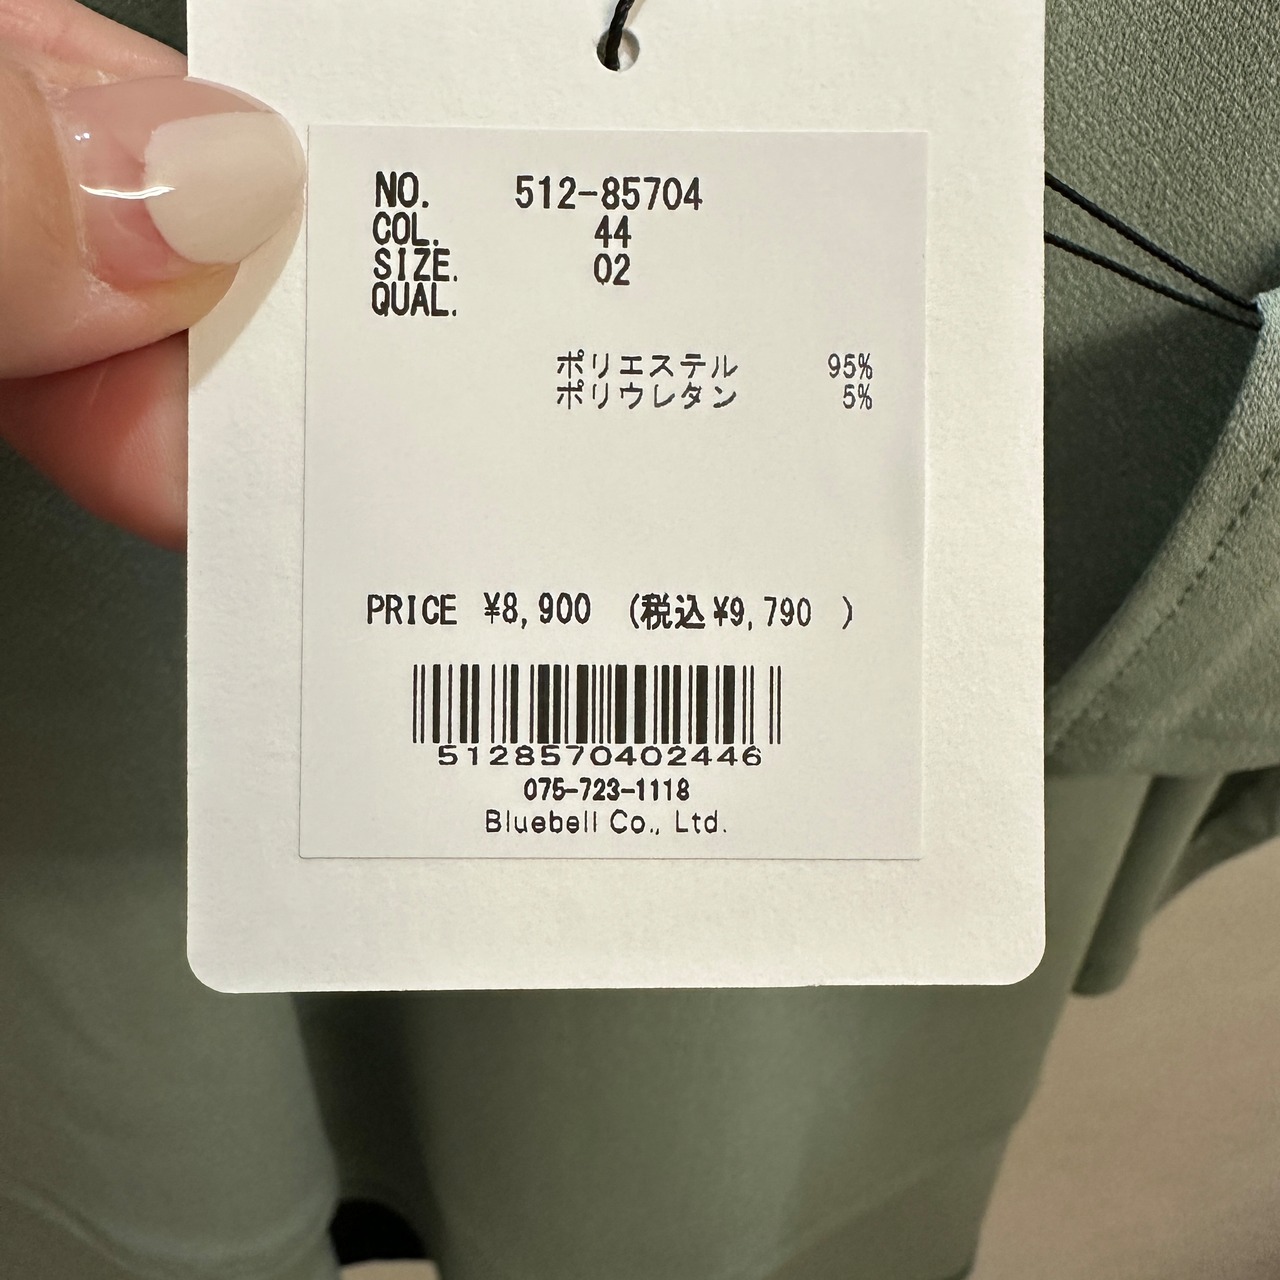 NO. 512-85704
COL. 44
SIZE. 02
QUAL.
ポリエステル 95%
ポリウレタン 5%
PRICE ¥8,900 (税込¥9,790 )
5128570402446
075-723-1118
Bluebell Co., Ltd.